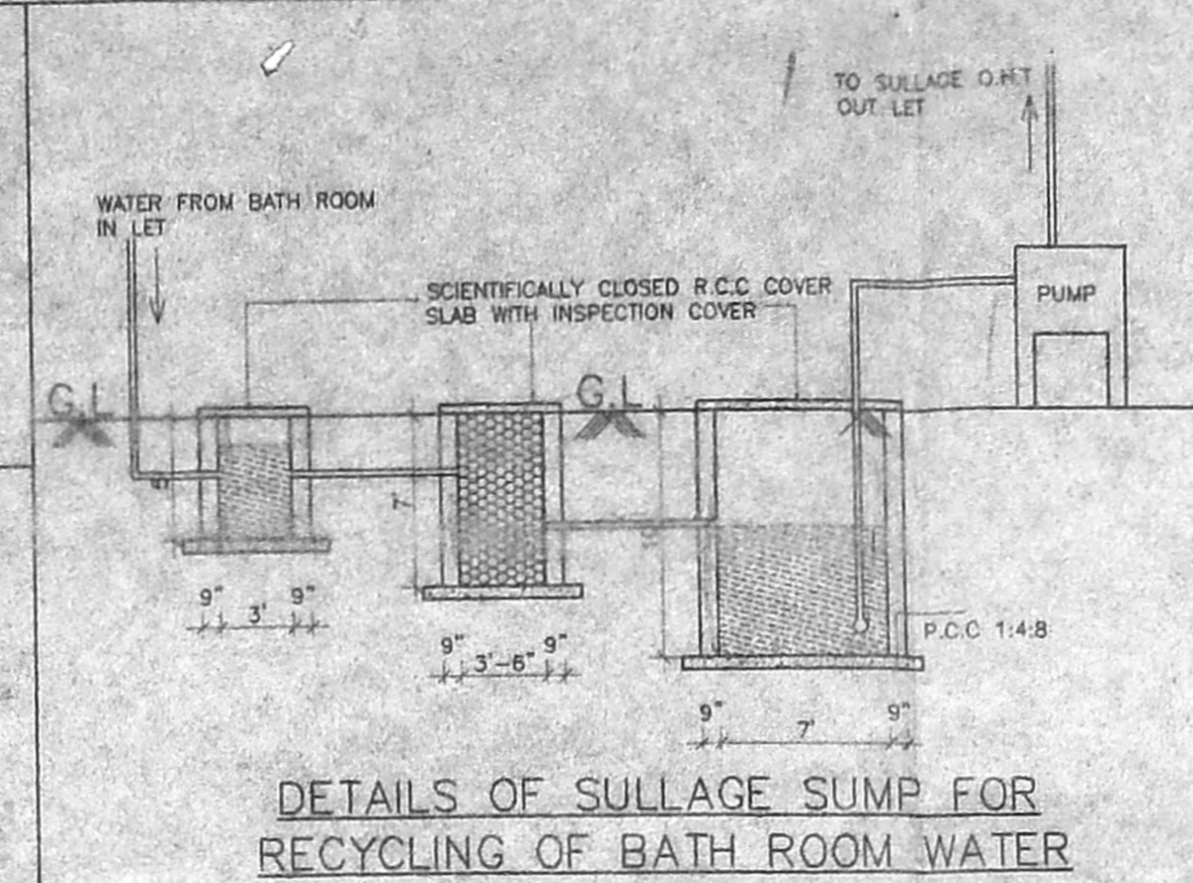 TO SULLAGE O.H.T
OUT LET
WATER FROM BATH ROOM
IN LET
SCIENTIFICALLY CLOSED R.C.C COVER
SLAB WITH INSPECTION COVER
PUMP
G.L
G.L
7'
9" 3' 9"
9" 3'-6" 9"
P.C.C 1:4:8
9" 7' 9"
DETAILS OF SULLAGE SUMP FOR
RECYCLING OF BATH ROOM WATER